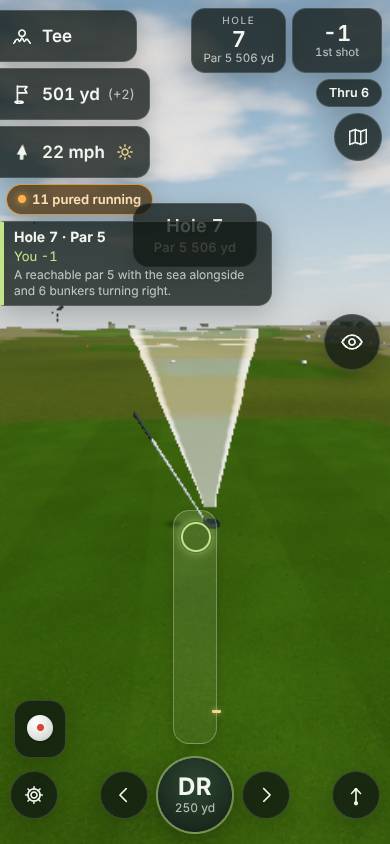 Tee
HOLE
7
Par 5 506 yd
-1
1st shot
501 yd (+2)
Thru 6
22 mph
11 pured running
Hole 7
Par 5 506 yd
Hole 7 · Par 5
You -1
A reachable par 5 with the sea alongside
and 6 bunkers turning right.
DR
250 yd